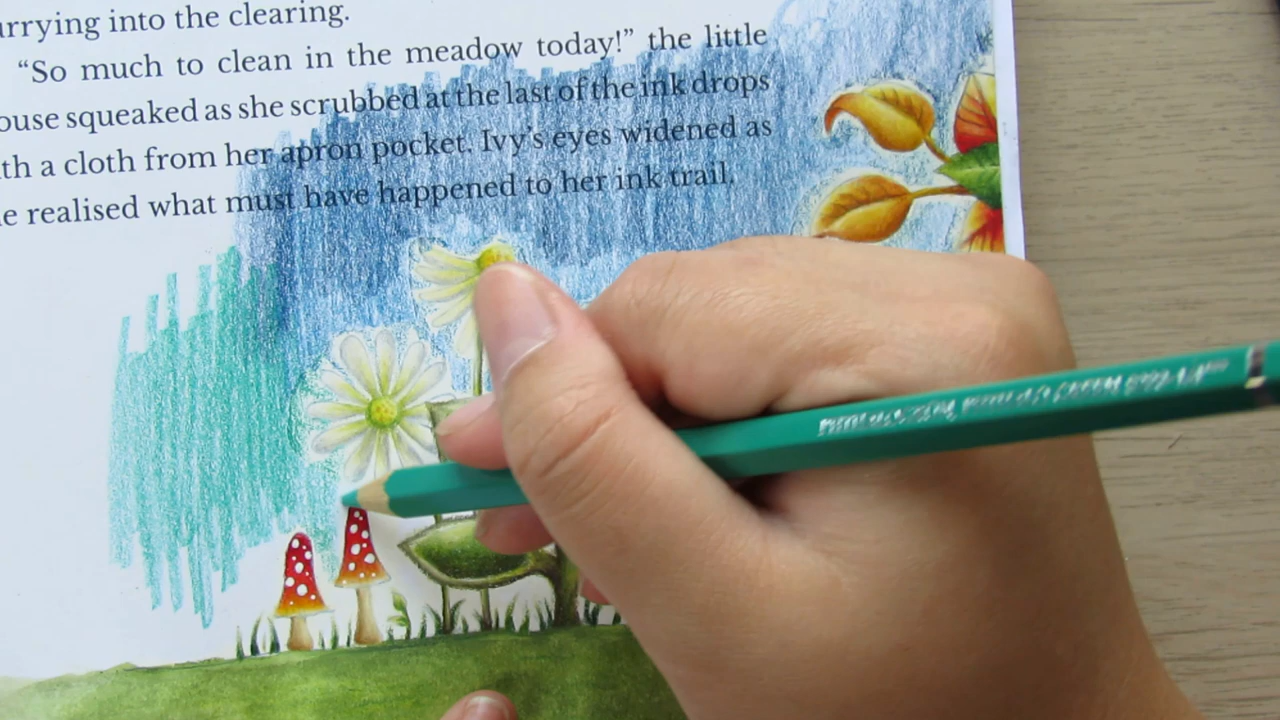 urrying into the clearing.
“So much to clean in the meadow today!” the little
ouse squeaked as she scrubbed at the last of the ink drops
th a cloth from her apron pocket. Ivy’s eyes widened as
e realised what must have happened to her ink trail.